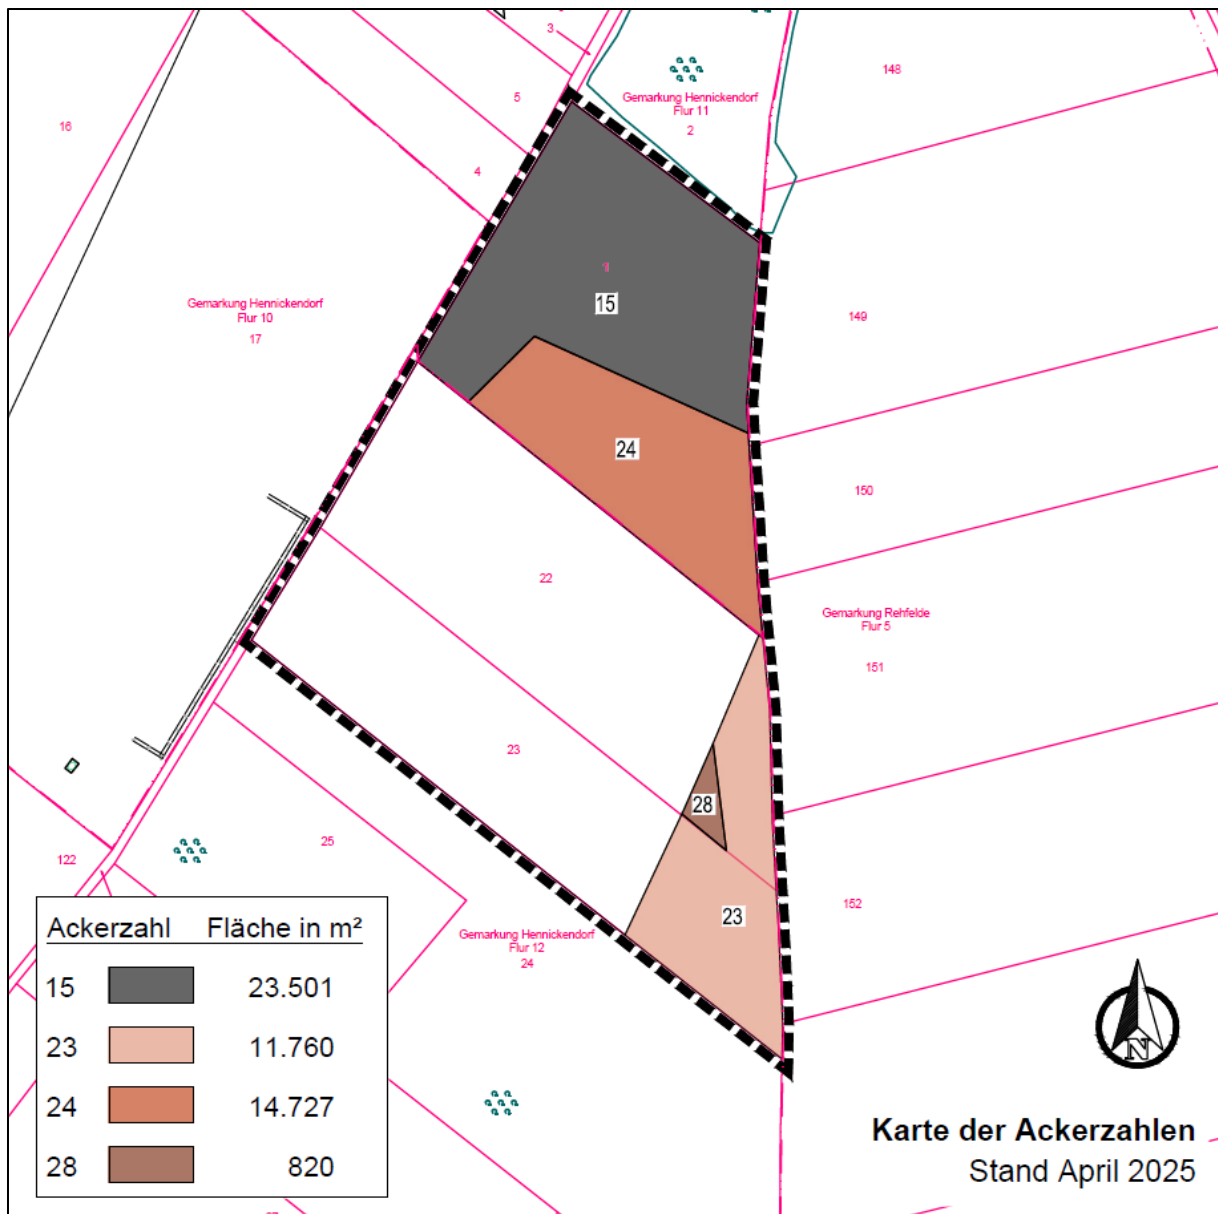 3
5
148
Gemarkung Hennickendorf
Flur 11
2
16
4
1
15
Gemarkung Hennickendorf
Flur 10
17
149
24
150
22
Gemarkung Rehfelde
Flur 5
151
23
28
25
122
152
23
Gemarkung Hennickendorf
Flur 12
24
Ackerzahl Fläche in m²
15 23.501
23 11.760
24 14.727
28 820
N
Karte der Ackerzahlen
Stand April 2025